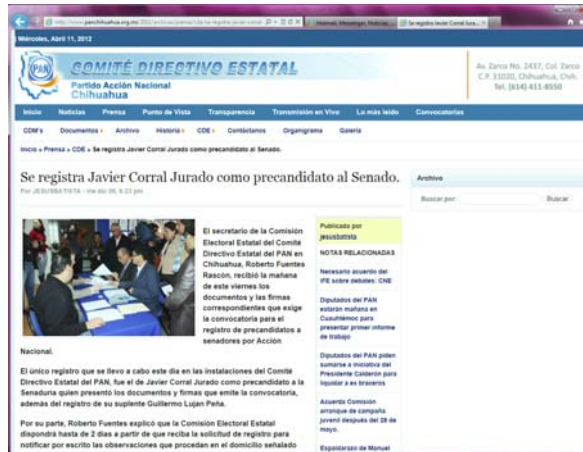 Miércoles, Abril 11, 2012
PAN
COMITÉ DIRECTIVO ESTATAL
Partido Acción Nacional
Chihuahua
Av. Zarco No. 2437, Col. Zarco
C.P. 31020, Chihuahua, Chih.
Tel. (614) 411-8550
Inicio Noticias Prensa Punto de Vista Transparencia Transmisión en Vivo Lo más leído Convocatorias
CDM's Documentos Archivo Historia CDE Contáctanos Organigrama Galería
Inicio » Prensa » CDE » Se registra Javier Corral Jurado como precandidato al Senado.
Se registra Javier Corral Jurado como precandidato al Senado.
Archivo
Buscar por: Buscar
El secretario de la Comisión
Electoral Estatal del Comité
Directivo Estatal del PAN en
Chihuahua, Roberto Fuentes
Rascón, recibió la mañana
de este viernes los
documentos y las firmas
correspondientes que exige
la convocatoria para el
registro de precandidatos a
senadores por Acción
Nacional.
El único registro que se llevo a cabo este día en las instalaciones del Comité
Directivo Estatal del PAN, fue el de Javier Corral Jurado como precandidato a la
Senaduría quien presentó los documentos y firmas que emite la convocatoria,
además del registro de su suplente Guillermo Luján Peña.
Por su parte, Roberto Fuentes explicó que la Comisión Electoral Estatal
dispondrá hasta de 2 días a partir de que reciba la solicitud de registro para
notificar por escrito las observaciones que procedan en el domicilio señalado
Publicada por
jesusbatista
NOTAS RELACIONADAS
Necesario acuerdo del
IFE sobre debates: CNE
Diputados del PAN
estarán mañana en
Cuauhtémoc para
presentar primer informe
de trabajo
Diputados del PAN piden
sumarse a iniciativa del
Presidente Calderón para
liquidar a ex braceros
Acuerda Comisión
arranque de campaña
juvenil después del 29 de
mayo.
Espaldarazo de Manuel